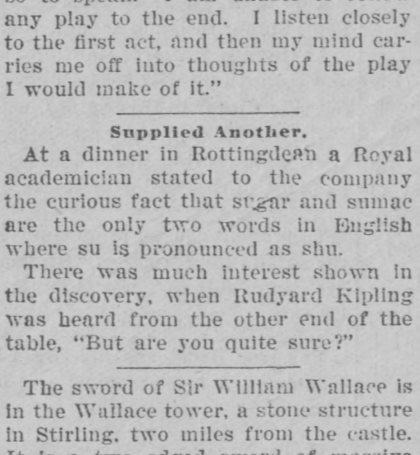 any play to the end. I listen closely
to the first act, and then my mind car-
ries me off into thoughts of the play
I would make of it."
Supplied Another.
At a dinner in Rottingdean a Royal
academician stated to the company
the curious fact that sugar and sumac
are the only two words in English
where su is pronounced as shu.
There was much interest shown in
the discovery, when Rudyard Kipling
was heard from the other end of the
table, "But are you quite sure?"
The sword of Sir William Wallace is
in the Wallace tower, a stone structure
in Stirling, two miles from the castle.